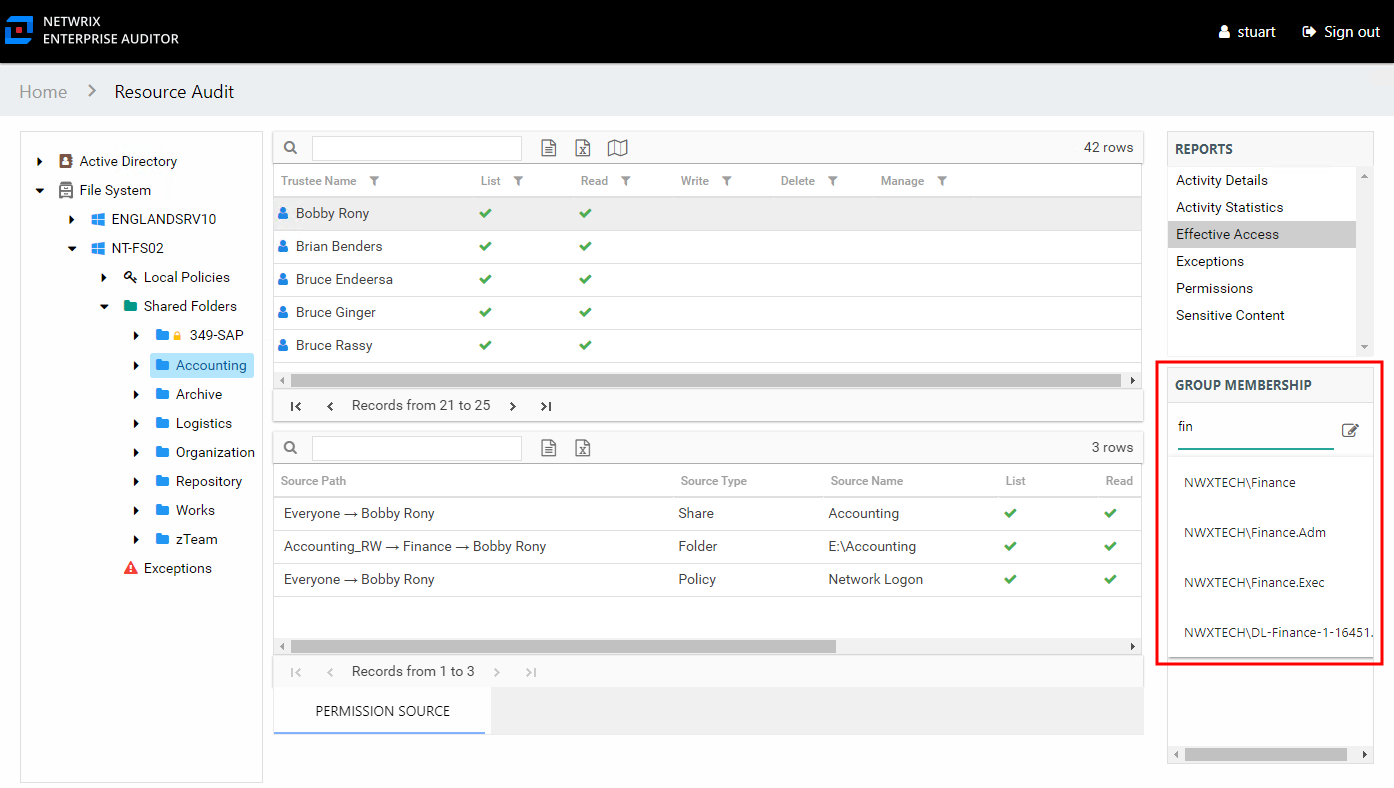 NETWRIX
ENTERPRISE AUDITOR
stuart Sign out
Home Resource Audit
Active Directory
File System
ENGLANDSRV10
NT-FS02
Local Policies
Shared Folders
349-SAP
Accounting
Archive
Logistics
Organization
Repository
Works
zTeam
Exceptions
42 rows
Trustee Name List Read Write Delete Manage
Bobby Rony
Brian Benders
Bruce Endeersa
Bruce Ginger
Bruce Rassy
Records from 21 to 25
3 rows
Source Path Source Type Source Name List Read
Everyone → Bobby Rony Share Accounting
Accounting_RW → Finance → Bobby Rony Folder E:\Accounting
Everyone → Bobby Rony Policy Network Logon
Records from 1 to 3
PERMISSION SOURCE
REPORTS
Activity Details
Activity Statistics
Effective Access
Exceptions
Permissions
Sensitive Content
GROUP MEMBERSHIP
fin
NWXTECH\Finance
NWXTECH\Finance.Adm
NWXTECH\Finance.Exec
NWXTECH\DL-Finance-1-16451.